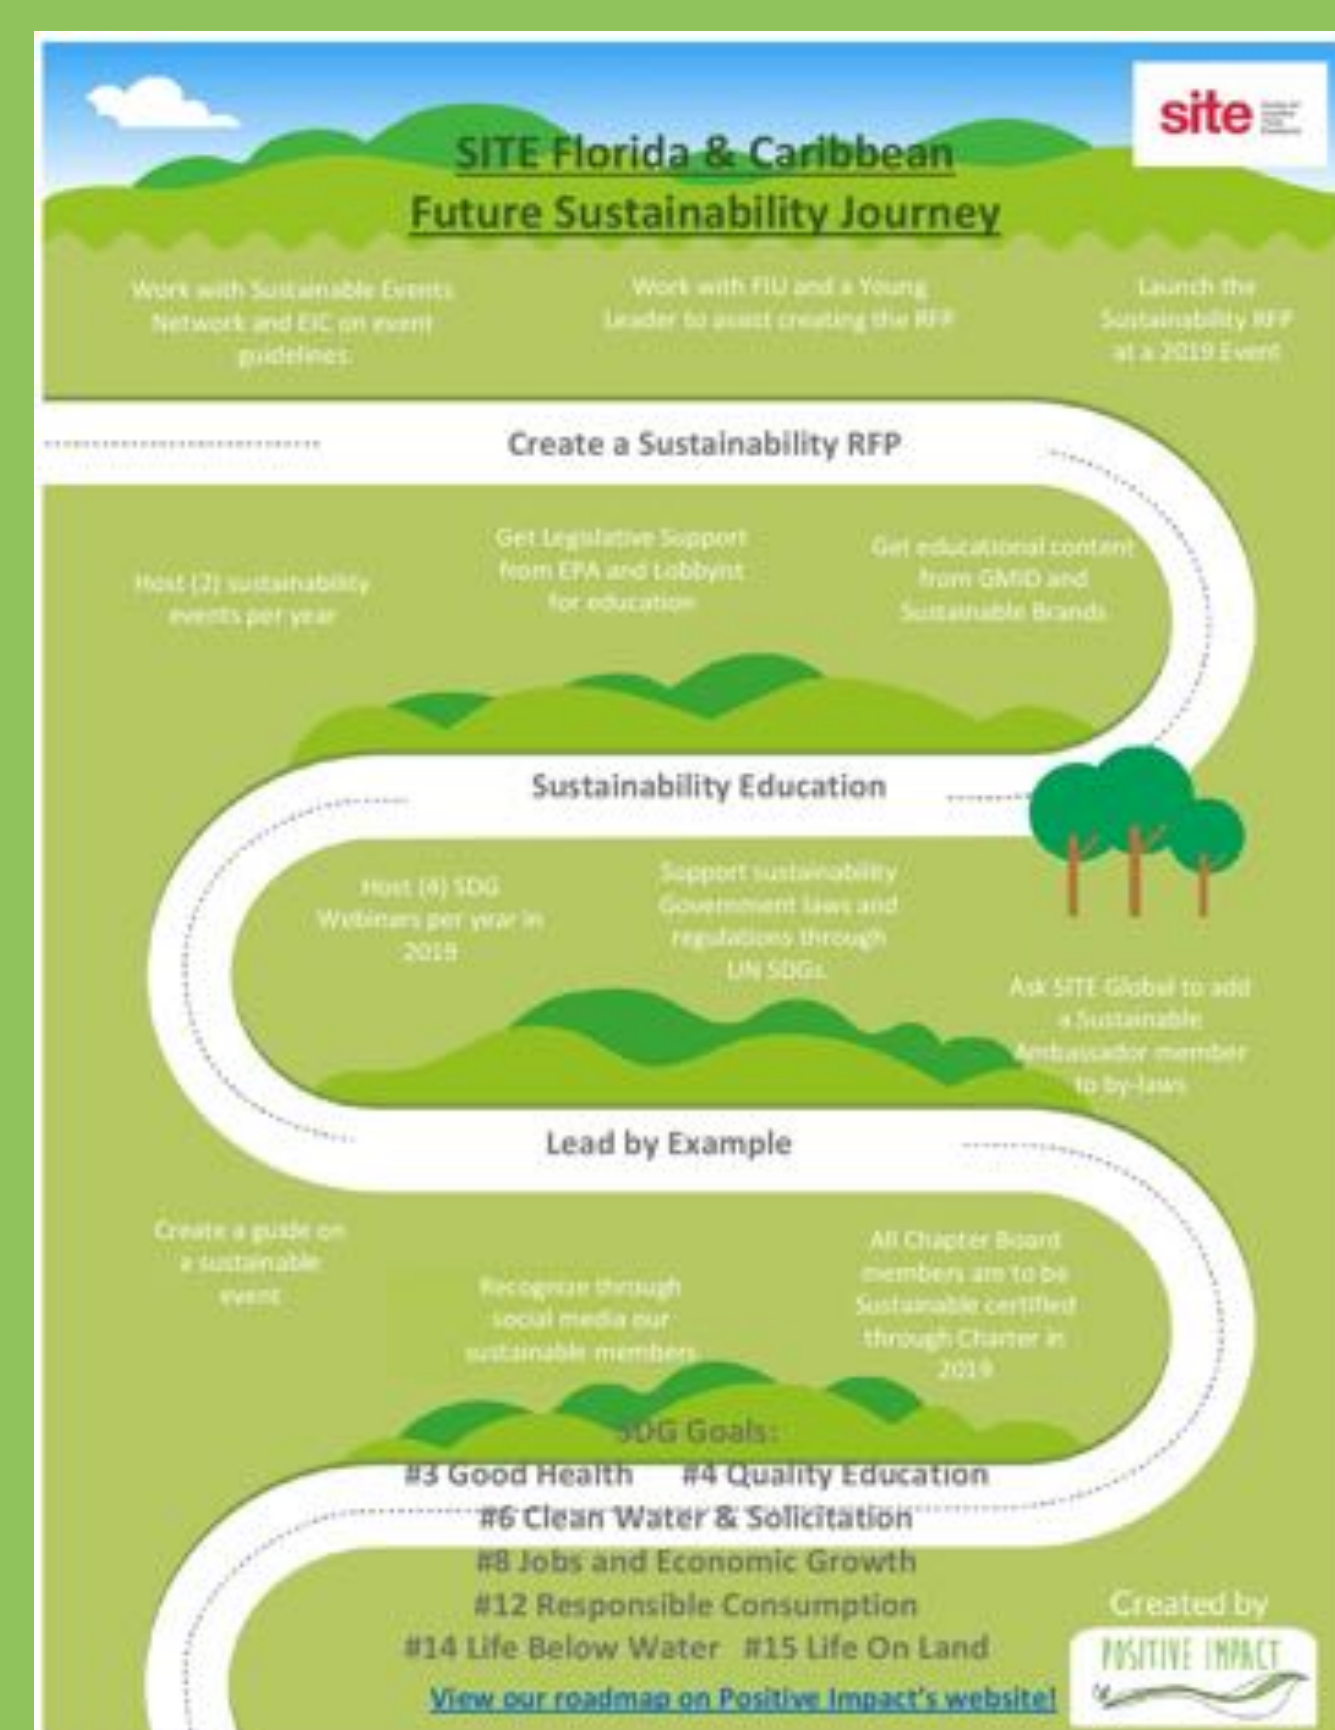 site
SITE Florida & Caribbean
Future Sustainability Journey
Work with Sustainable Events
Network and EIC on event
guidelines.
Work with FIU and a Young
Leader to assist creating the RFP
Launch the
Sustainability RFP
at a 2019 Event
Create a Sustainability RFP
Host (2) sustainability
events per year
Get Legislative Support
from EPA and Lobbyist
for education
Get educational content
from GMID and
Sustainable Brands
Sustainability Education
Host (4) SDG
Webinars per year in
2019
Support sustainability
Government laws and
regulations through
UN SDGs.
Ask SITE Global to add
a Sustainable
Ambassador member
to by-laws
Lead by Example
Create a guide on
a sustainable
event
Recognize through
social media our
sustainable members
All Chapter Board
members are to be
Sustainable certified
through Charter in
2019
SDG Goals:
#3 Good Health #4 Quality Education
#6 Clean Water & Solicitation
#8 Jobs and Economic Growth
#12 Responsible Consumption
#14 Life Below Water #15 Life On Land
View our roadmap on Positive Impact's website!
Created by
POSITIVE IMPACT